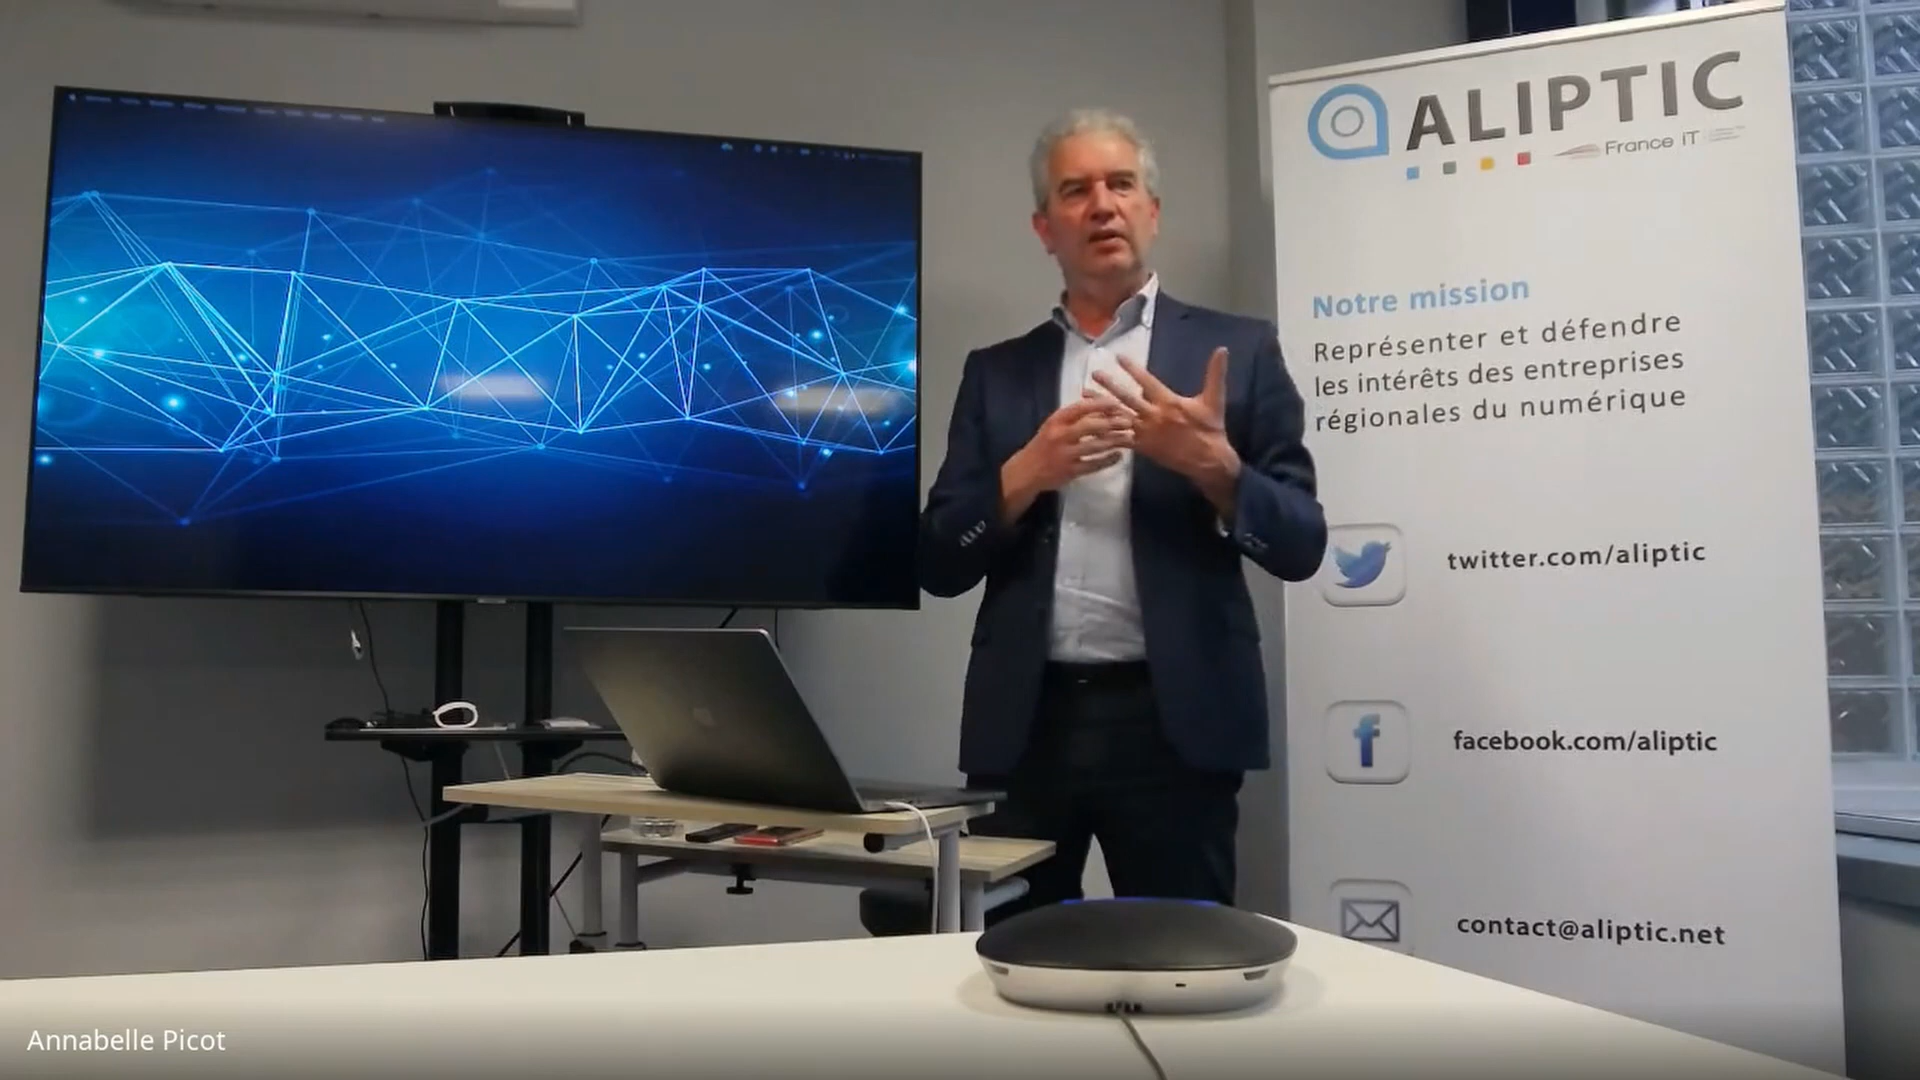 ALIPTIC
France iT
Notre mission
Représenter et défendre
les intérêts des entreprises
régionales du numérique
twitter.com/aliptic
facebook.com/aliptic
contact@aliptic.net
Annabelle Picot